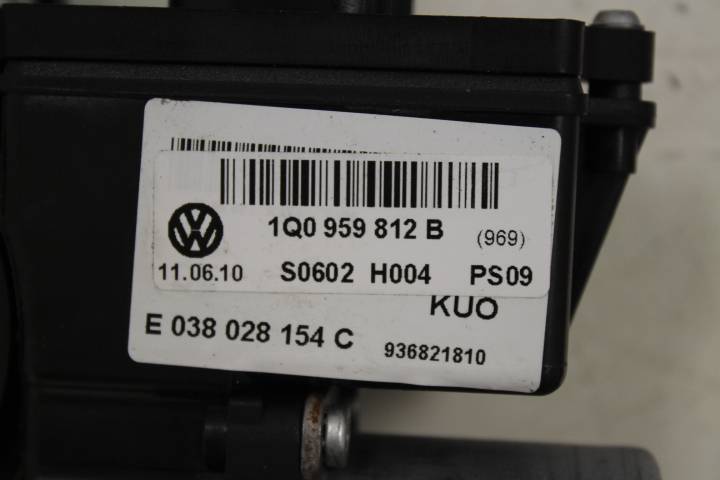 1Q0 959 812 B (969)
11.06.10 S0602 H004 PS09
KUO
E 038 028 154 C 936821810